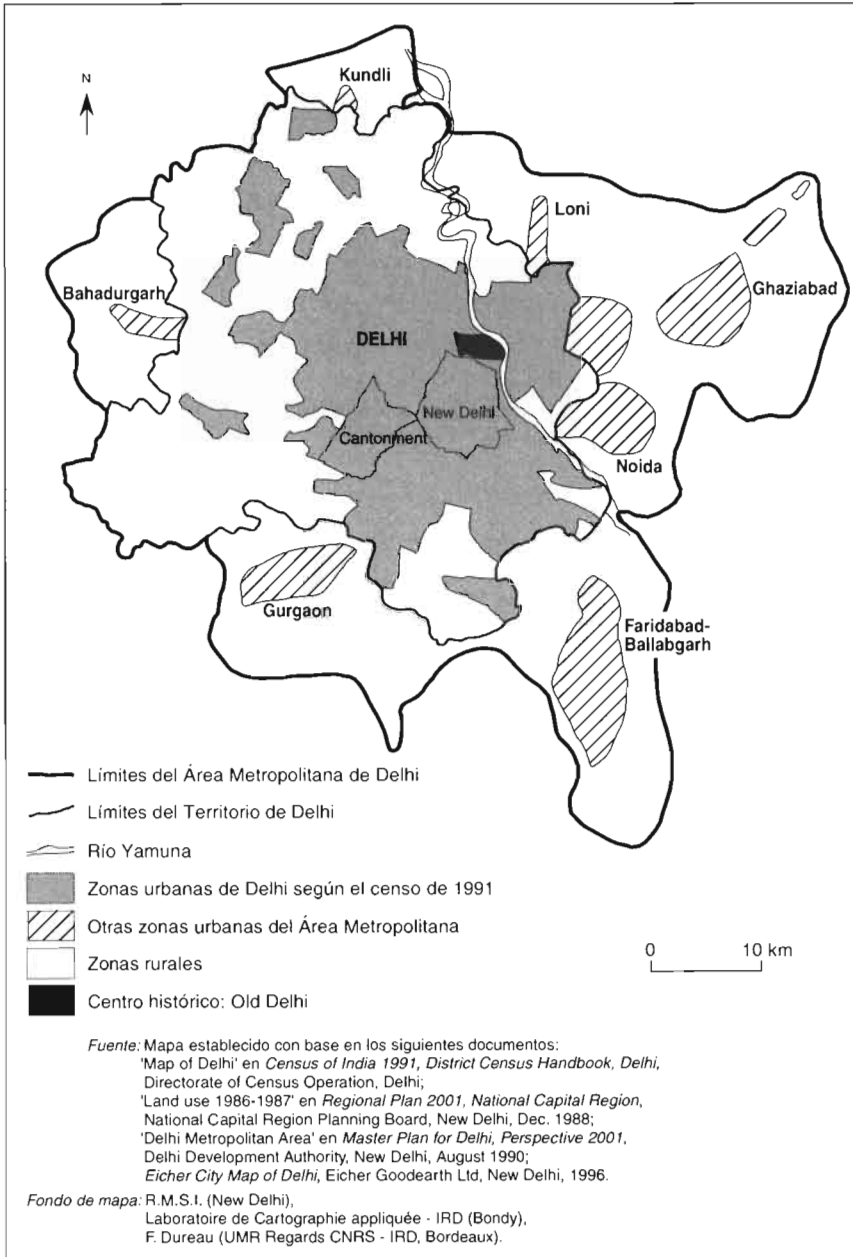 N
Kundli
Loni
Ghaziabad
Bahadurgarh
DELHI
New Delhi
Cantonment
Noida
Gurgaon
Faridabad-
Ballabgarh
Límites del Área Metropolitana de Delhi
Límites del Territorio de Delhi
Río Yamuna
Zonas urbanas de Delhi según el censo de 1991
Otras zonas urbanas del Área Metropolitana
Zonas rurales
Centro histórico: Old Delhi
0 10 km
Fuente: Mapa establecido con base en los siguientes documentos:
'Map of Delhi' en Census of India 1991, District Census Handbook, Delhi,
Directorate of Census Operation, Delhi;
'Land use 1986-1987' en Regional Plan 2001, National Capital Region,
National Capital Region Planning Board, New Delhi, Dec. 1988;
'Delhi Metropolitan Area' en Master Plan for Delhi, Perspective 2001,
Delhi Development Authority, New Delhi, August 1990;
Eicher City Map of Delhi, Eicher Goodearth Ltd, New Delhi, 1996.
Fondo de mapa: R.M.S.I. (New Delhi),
Laboratoire de Cartographie appliquée - IRD (Bondy),
F. Dureau (UMR Regards CNRS - IRD, Bordeaux).